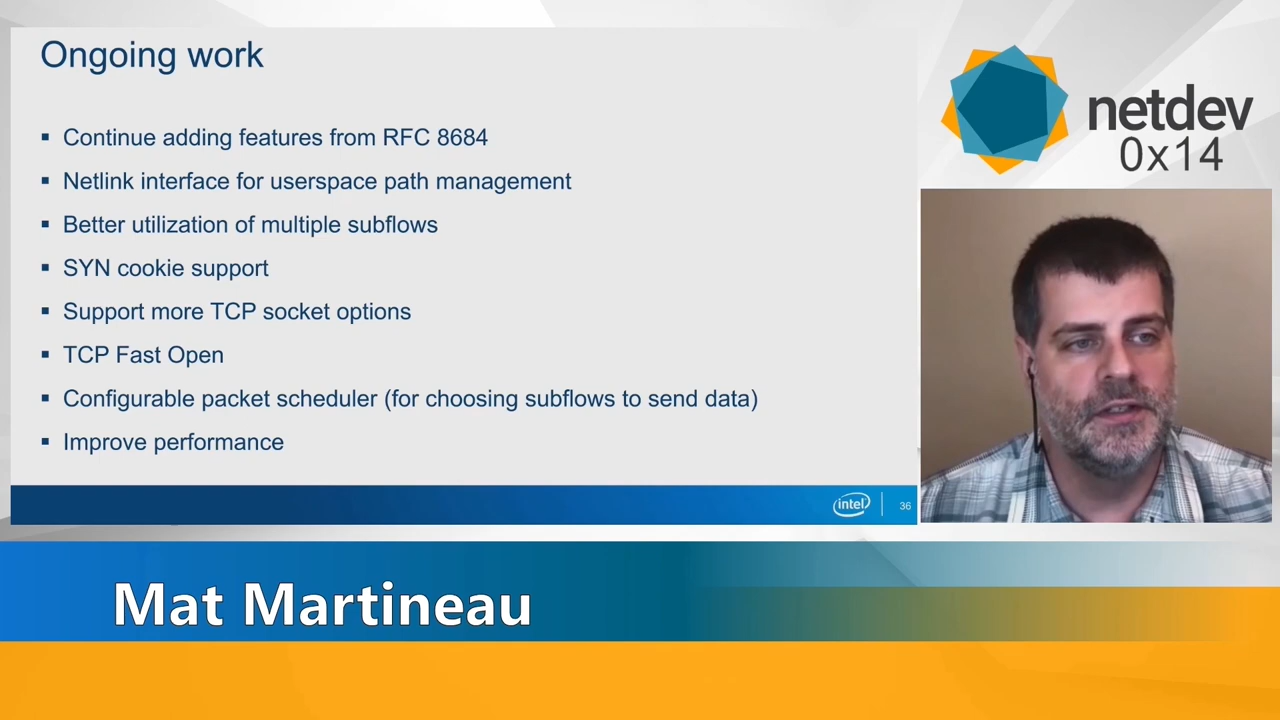 Ongoing work
▪ Continue adding features from RFC 8684
▪ Netlink interface for userspace path management
▪ Better utilization of multiple subflows
▪ SYN cookie support
▪ Support more TCP socket options
▪ TCP Fast Open
▪ Configurable packet scheduler (for choosing subflows to send data)
▪ Improve performance
intel
36
netdev
0x14
Mat Martineau